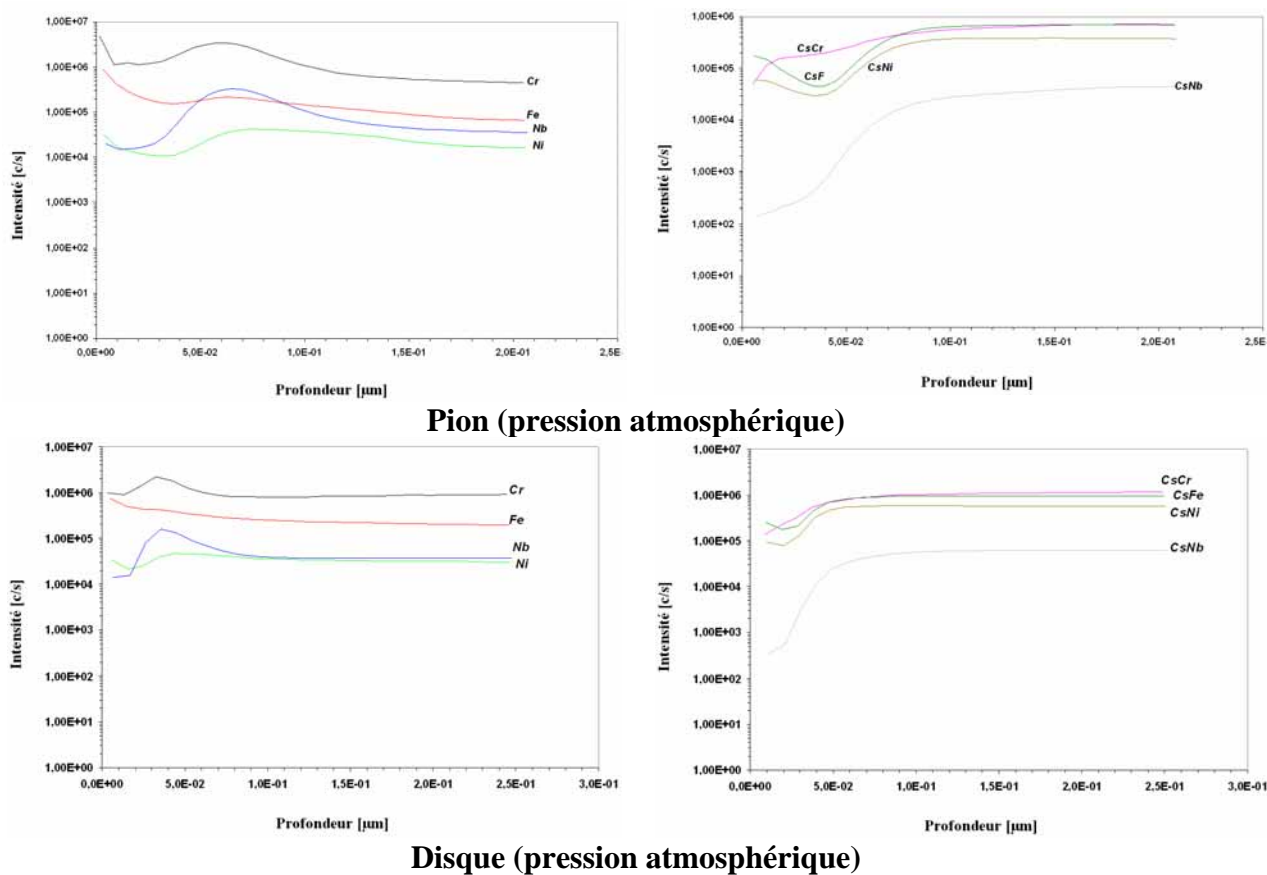 1,00E+07
1,00E+06
1,00E+05
1,00E+04
1,00E+03
1,00E+02
1,00E+01
1,00E+00
Intensité [c/s]
Cr
Fe
Nb
Ni
0,0E+00 5,0E-02 1,0E-01 1,5E-01 2,0E-01 2,5E-
Profondeur [µm]
1,00E+06
1,00E+05
1,00E+04
1,00E+03
1,00E+02
1,00E+01
1,00E+00
Intensité [c/s]
CsCr
CsF
CsNi
CsNb
0,0E+00 5,0E-02 1,0E-01 1,5E-01 2,0E-01 2,5E
Profondeur [µm]
Pion (pression atmosphérique)
1,00E+07
1,00E+06
1,00E+05
1,00E+04
1,00E+03
1,00E+02
1,00E+01
1,00E+00
Intensité [c/s]
Cr
Fe
Nb
Ni
0,0E+00 5,0E-02 1,0E-01 1,5E-01 2,0E-01 2,5E-01 3,0E-01
Profondeur [µm]
1,00E+07
1,00E+06
1,00E+05
1,00E+04
1,00E+03
1,00E+02
1,00E+01
1,00E+00
Intensité [c/s]
CsCr
CsFe
CsNi
CsNb
0,0E+00 5,0E-02 1,0E-01 1,5E-01 2,0E-01 2,5E-01 3,0E-01
Profondeur [µm]
Disque (pression atmosphérique)